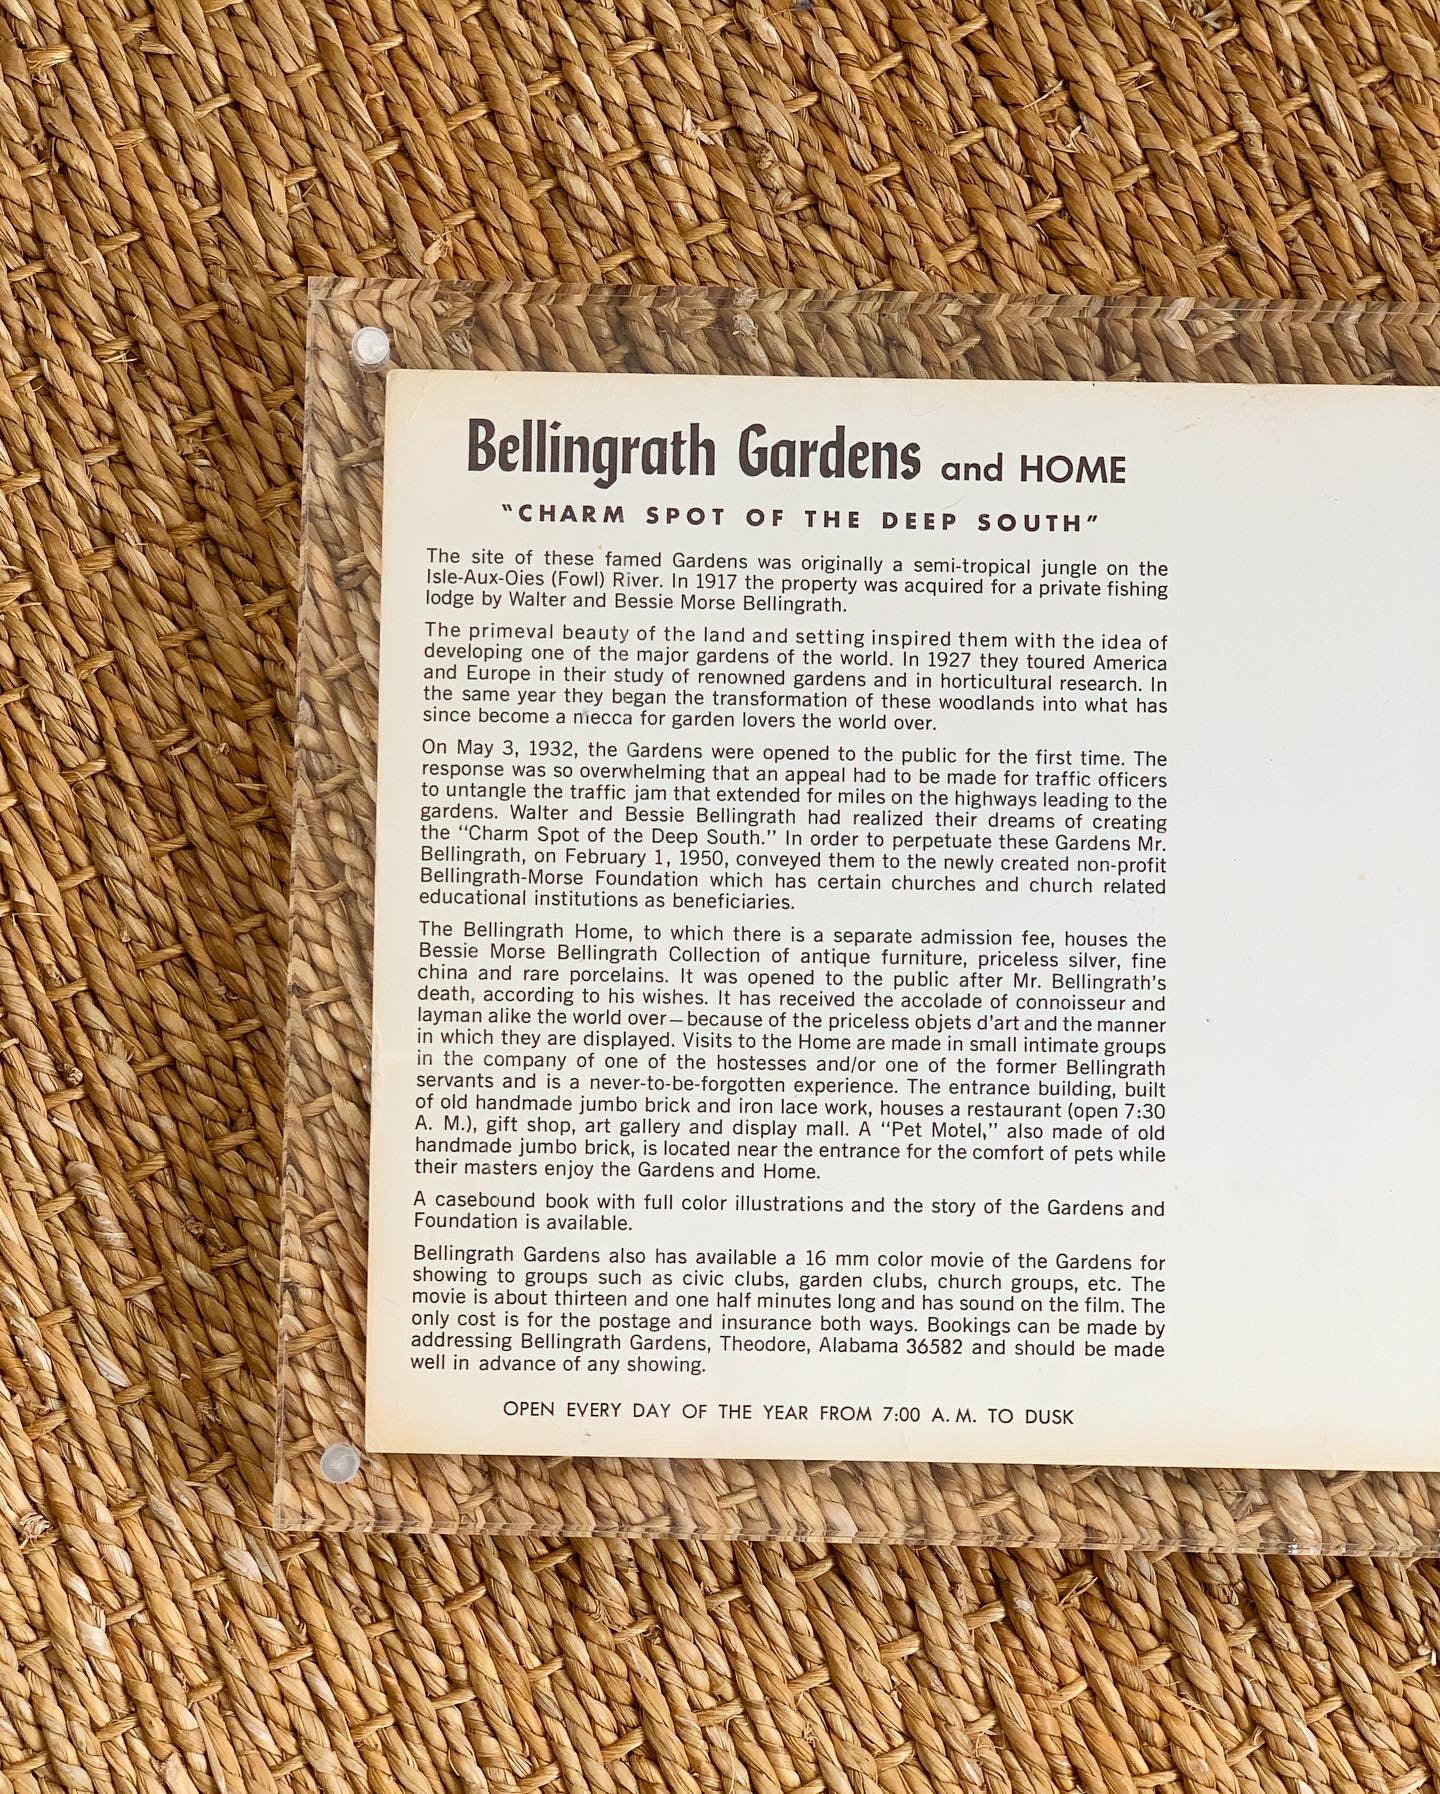 Bellingrath Gardens and HOME
"CHARM SPOT OF THE DEEP SOUTH"
The site of these famed Gardens was originally a semi-tropical jungle on the
Isle-Aux-Oies (Fowl) River. In 1917 the property was acquired for a private fishing
lodge by Walter and Bessie Morse Bellingrath.
The primeval beauty of the land and setting inspired them with the idea of
developing one of the major gardens of the world. In 1927 they toured America
and Europe in their study of renowned gardens and in horticultural research. In
the same year they began the transformation of these woodlands into what has
since become a mecca for garden lovers the world over.
On May 3, 1932, the Gardens were opened to the public for the first time. The
response was so overwhelming that an appeal had to be made for traffic officers
to untangle the traffic jam that extended for miles on the highways leading to the
gardens. Walter and Bessie Bellingrath had realized their dreams of creating
the "Charm Spot of the Deep South." In order to perpetuate these Gardens Mr.
Bellingrath, on February 1, 1950, conveyed them to the newly created non-profit
Bellingrath-Morse Foundation which has certain churches and church related
educational institutions as beneficiaries.
The Bellingrath Home, to which there is a separate admission fee, houses the
Bessie Morse Bellingrath Collection of antique furniture, priceless silver, fine
china and rare porcelains. It was opened to the public after Mr. Bellingrath's
death, according to his wishes. It has received the accolade of connoisseur and
layman alike the world over—because of the priceless objets d'art and the manner
in which they are displayed. Visits to the Home are made in small intimate groups
in the company of one of the hostesses and/or one of the former Bellingrath
servants and is a never-to-be-forgotten experience. The entrance building, built
of old handmade jumbo brick and iron lace work, houses a restaurant (open 7:30
A. M.), gift shop, art gallery and display mall. A "Pet Motel," also made of old
handmade jumbo brick, is located near the entrance for the comfort of pets while
their masters enjoy the Gardens and Home.
A casebound book with full color illustrations and the story of the Gardens and
Foundation is available.
Bellingrath Gardens also has available a 16 mm color movie of the Gardens for
showing to groups such as civic clubs, garden clubs, church groups, etc. The
movie is about thirteen and one half minutes long and has sound on the film. The
only cost is for the postage and insurance both ways. Bookings can be made by
addressing Bellingrath Gardens, Theodore, Alabama 36582 and should be made
well in advance of any showing.
OPEN EVERY DAY OF THE YEAR FROM 7:00 A. M. TO DUSK